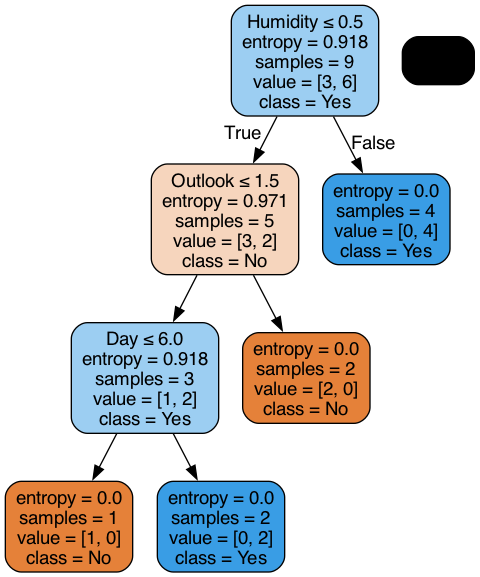 Humidity ≤ 0.5
entropy = 0.918
samples = 9
value = [3, 6]
class = Yes
True
False
Outlook ≤ 1.5
entropy = 0.971
samples = 5
value = [3, 2]
class = No
entropy = 0.0
samples = 4
value = [0, 4]
class = Yes
Day ≤ 6.0
entropy = 0.918
samples = 3
value = [1, 2]
class = Yes
entropy = 0.0
samples = 2
value = [2, 0]
class = No
entropy = 0.0
samples = 1
value = [1, 0]
class = No
entropy = 0.0
samples = 2
value = [0, 2]
class = Yes